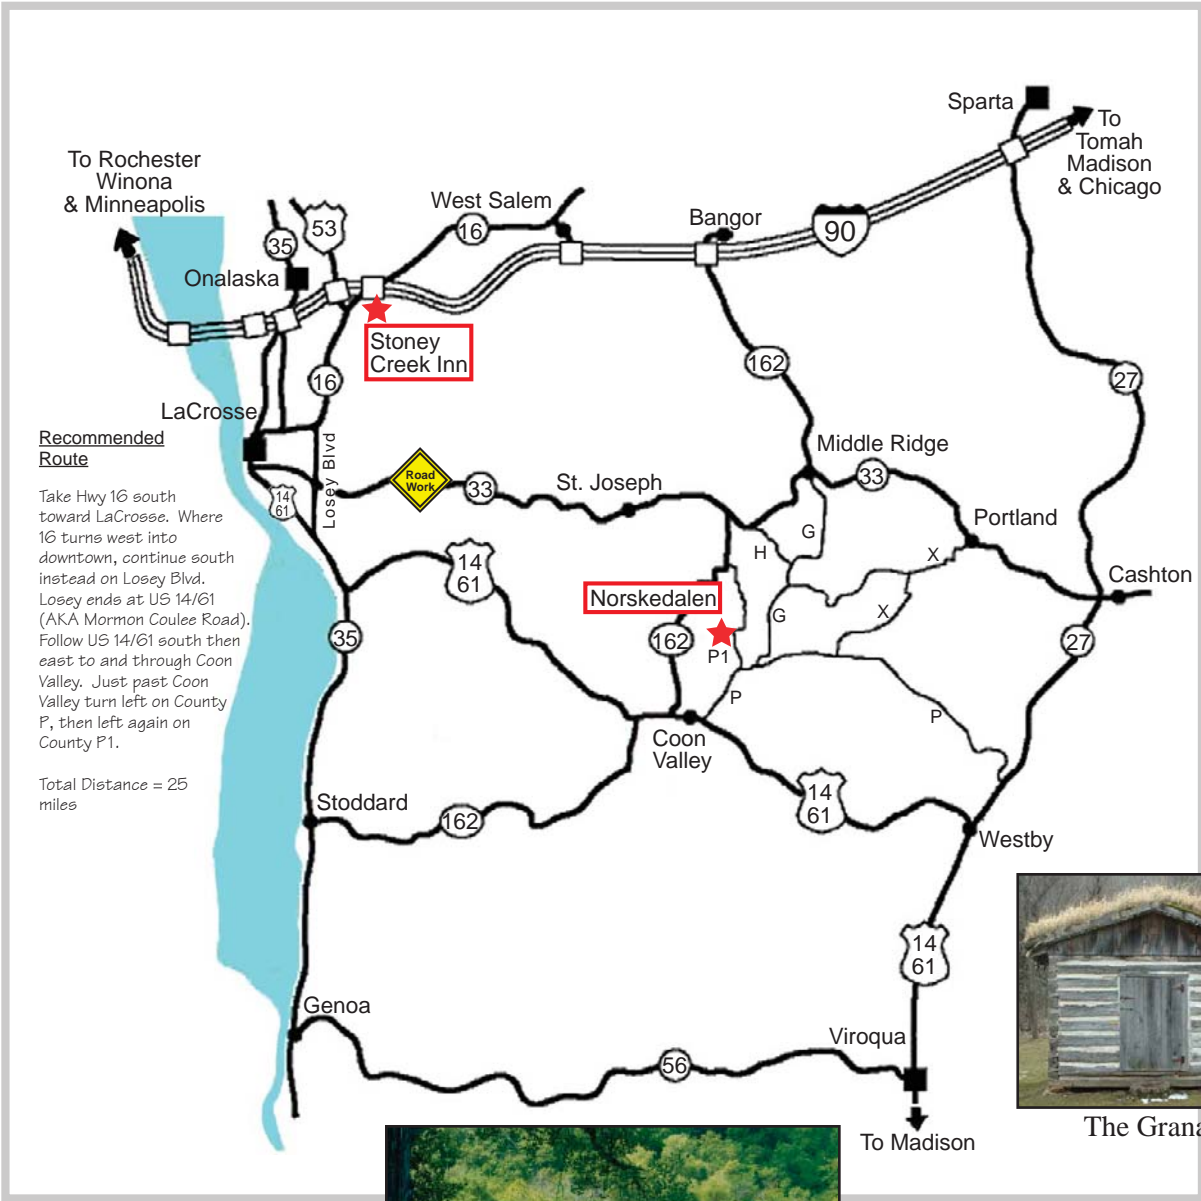 Sparta
To
Tomah
Madison
& Chicago
To Rochester
Winona
& Minneapolis
West Salem
Bangor
53
16
35
90
Onalaska
Stoney
Creek Inn
16
162
27
LaCrosse
Recommended
Route
Take Hwy 16 south
toward LaCrosse. Where
16 turns west into
downtown, continue south
instead on Losey Blvd.
Losey ends at US 14/61
(AKA Mormon Coulee Road).
Follow US 14/61 south then
east to and through Coon
Valley. Just past Coon
Valley turn left on County
P, then left again on
County P1.
Total Distance = 25
miles
Losey Blvd
Road
Work
33
St. Joseph
Middle Ridge
33
14
61
Portland
G
H
X
14
61
Cashton
Norskedalen
G
X
35
162
P1
27
P
P
Coon
Valley
14
61
Stoddard
162
Westby
14
61
Genoa
Viroqua
56
To Madison
The Grana